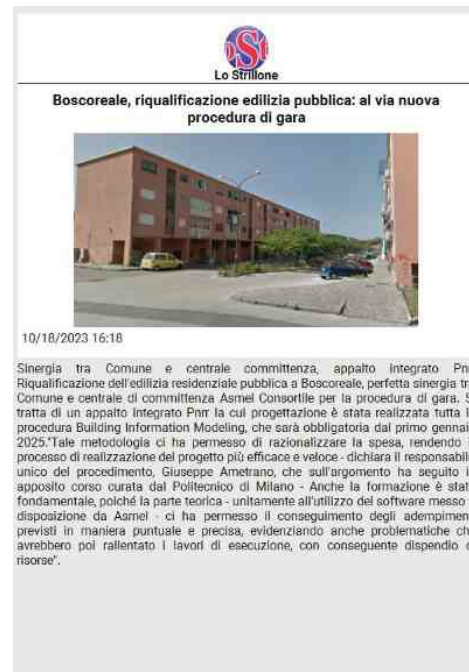 Lo Strillone
Boscoreale, riqualificazione edilizia pubblica: al via nuova
procedura di gara
10/18/2023 16:18
Sinergia tra Comune e centrale committenza, appalto integrato
Riqualificazione dell'edilizia residenziale pubblica a Boscoreale, perfetta sinergia
Comune e centrale di committenza Asmel Consortile per la procedura di gara.
tratta di un appalto integrato Pnrr la cui progettazione è stata realizzata tutta
procedura Building Information Modeling, che sarà obbligatoria dal primo
2025."Tale metodologia ci ha permesso di razionalizzare la spesa, rendendo
processo di realizzazione del progetto più efficace e veloce - dichiara il
unico del procedimento, Giuseppe Ametrano, che sull'argomento ha seguito
apposito corso curata dal Politecnico di Milano - Anche la formazione è
fondamentale, poiché la parte teorica - unitamente all'utilizzo del software messo
disposizione da Asmel - ci ha permesso il conseguimento degli
previsti in maniera puntuale e precisa, evidenziando anche problematiche
avrebbero poi rallentato i lavori di esecuzione, con conseguente dispendio
risorse".